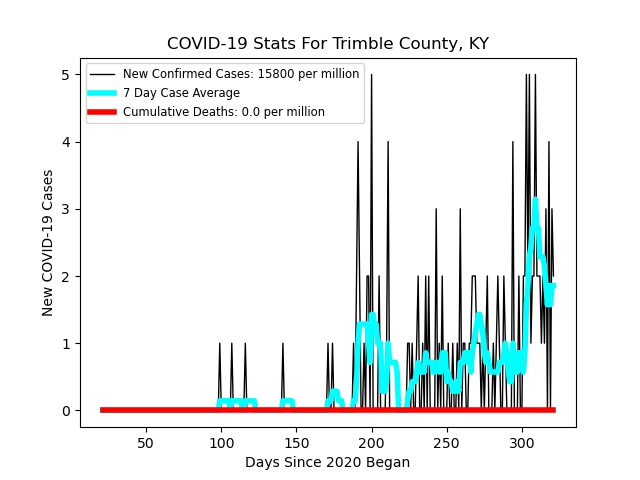 COVID-19 Stats For Trimble County, KY
New Confirmed Cases: 15800 per million
7 Day Case Average
Cumulative Deaths: 0.0 per million
New COVID-19 Cases
5
4
3
2
1
0
50 100 150 200 250 300
Days Since 2020 Began